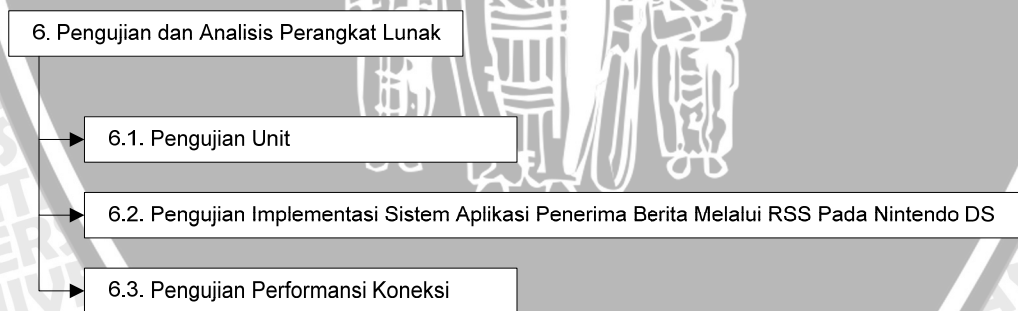 6. Pengujian dan Analisis Perangkat Lunak
6.1. Pengujian Unit
6.2. Pengujian Implementasi Sistem Aplikasi Penerima Berita Melalui RSS Pada Nintendo DS
6.3. Pengujian Performansi Koneksi